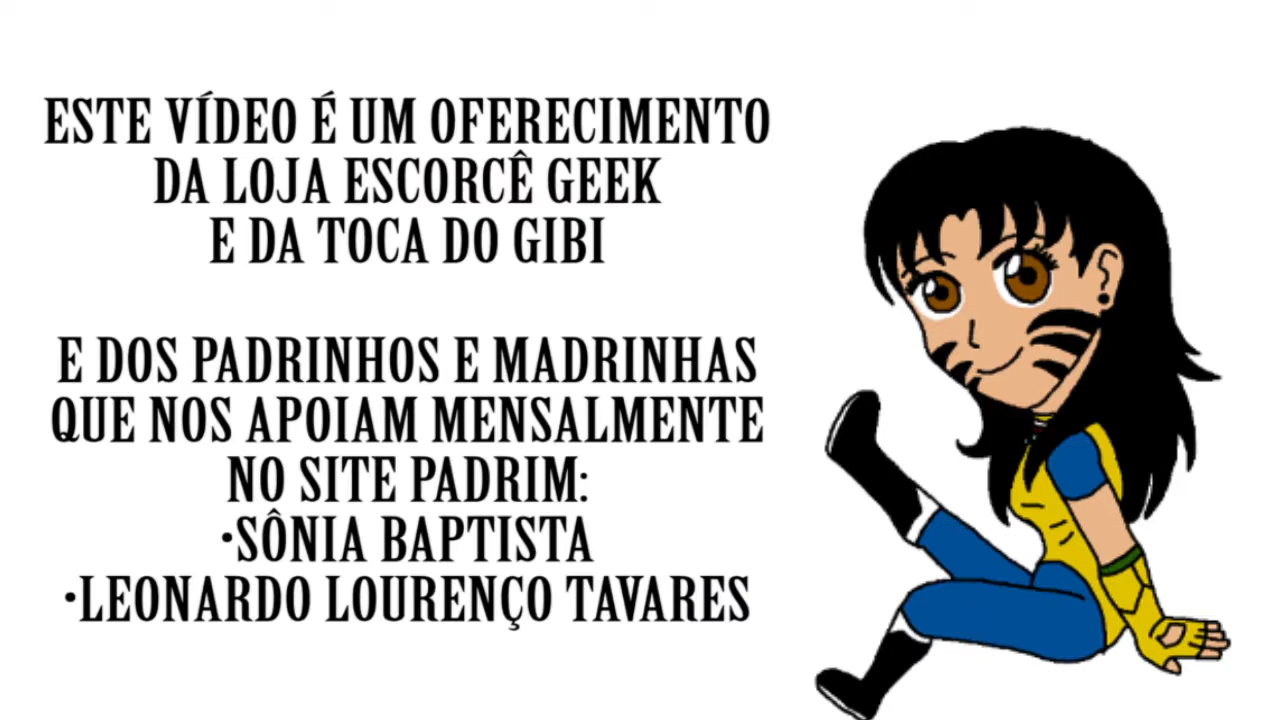 ESTE VÍDEO É UM OFERECIMENTO
DA LOJA ESCORCÊ GEEK
E DA TOCA DO GIBI
E DOS PADRINHOS E MADRINHAS
QUE NOS APOIAM MENSALMENTE
NO SITE PADRIM:
•SÔNIA BAPTISTA
•LEONARDO LOURENÇO TAVARES